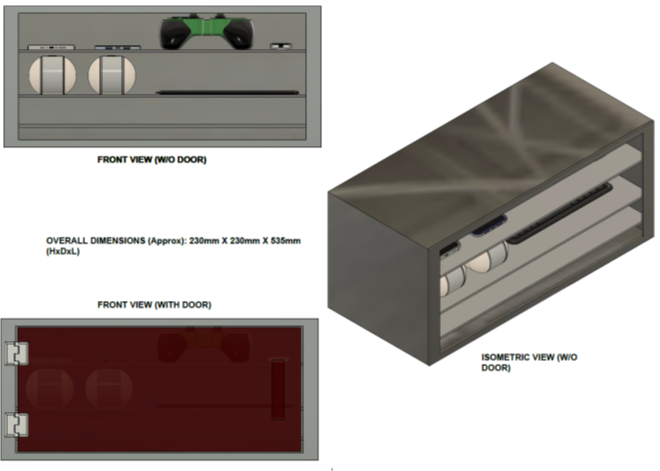 FRONT VIEW (W/O DOOR)
OVERALL DIMENSIONS (Approx): 230mm X 230mm X 535mm
(HxDxL)
FRONT VIEW (WITH DOOR)
ISOMETRIC VIEW (W/O
DOOR)